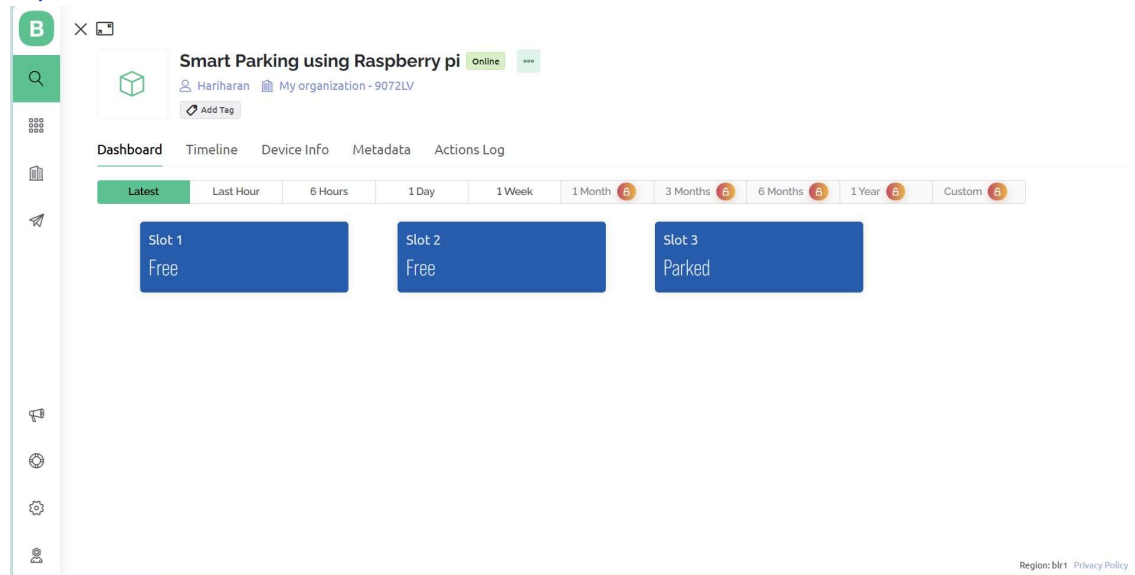 B
Smart Parking using Raspberry pi Online
Hariharan My organization - 9072LV
Add Tag
Dashboard Timeline Device Info Metadata Actions Log
Latest Last Hour 6 Hours 1 Day 1 Week 1 Month 3 Months 6 Months 1 Year Custom
Slot 1 Slot 2 Slot 3
Free Free Parked
Region: blr1 Privacy Policy